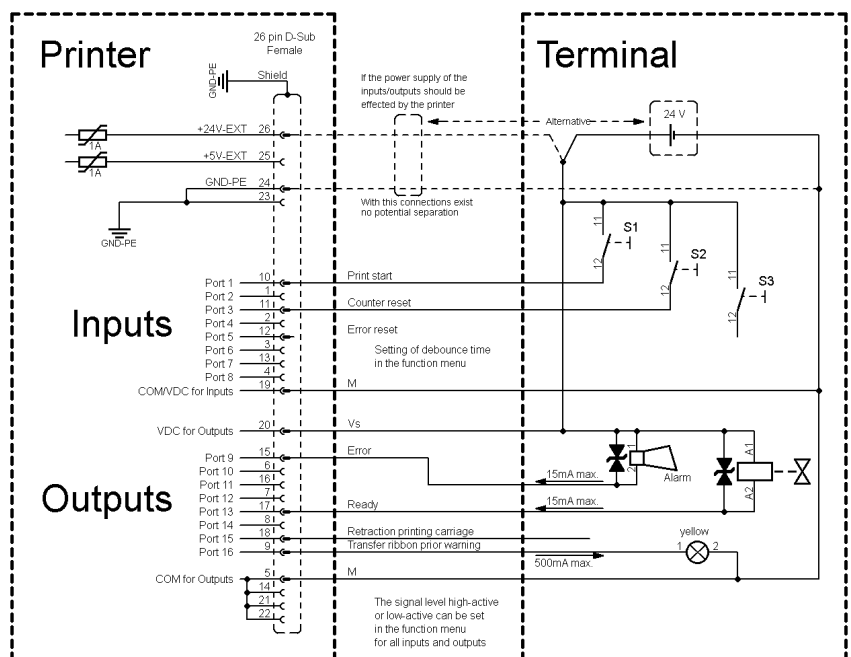 Printer
26 pin D-Sub
Female
Terminal
GND-PE
Shield
If the power supply of the
inputs/outputs should be
effected by the printer
24 V
Alternative
+24V-EXT 26
1A
+5V-EXT 25
1A
GND-PE 24
23
With this connections exist
no potential separation
GND-PE
11
S1
12
11
S2
12
11
S3
12
Inputs
Port 1 10 Print start
Port 2 1
Port 3 11 Counter reset
Port 4 2
Port 5 12 Error reset
Port 6 3
Port 7 13
Port 8 4
Setting of debounce time
in the function menu
COM/VDC for Inputs 19 M
VDC for Outputs 20 Vs
Outputs
Port 9 15 Error
Port 10 6
Port 11 16
Port 12 7
Port 13 17 Ready
Port 14 8
Port 15 18 Retraction printing carriage
Port 16 9 Transfer ribbon prior warning
1
2
Alarm
A1
A2
15mA max.
15mA max.
500mA max.
yellow
1 2
COM for Outputs 5 M
14
21
22
The signal level high-active
or low-active can be set
in the function menu
for all inputs and outputs